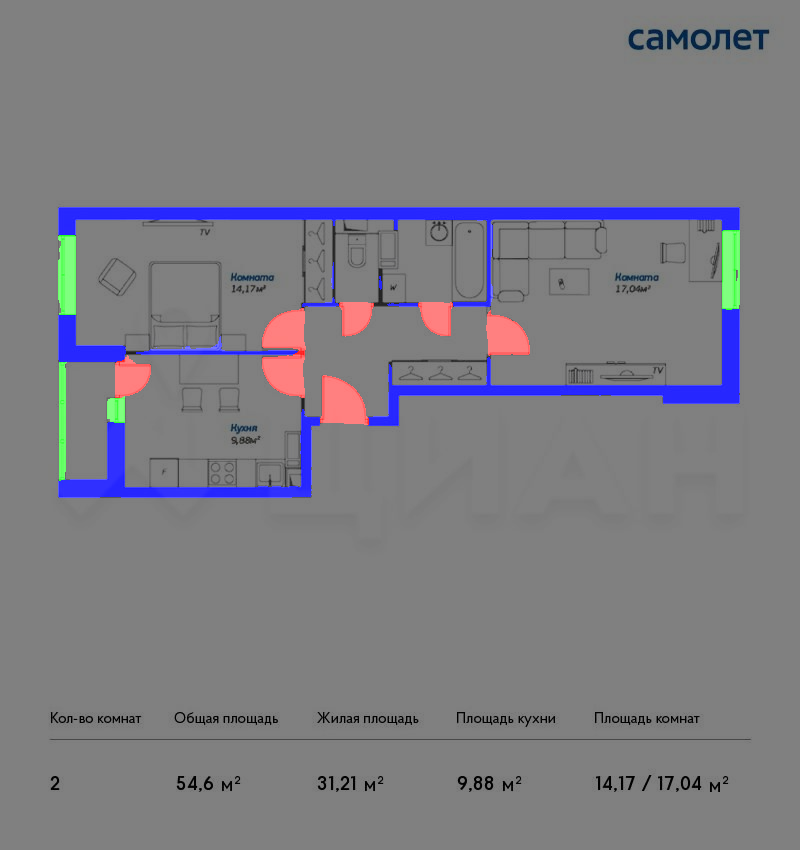 самолет
TV
Комната
14,17м²
Комната
17,04м²
W
TV
Кухня
9,88м²
F
ЦИАН
Кол-во комнат Общая площадь Жилая площадь Площадь кухни Площадь комнат
2 54,6 м² 31,21 м² 9,88 м² 14,17 / 17,04 м²